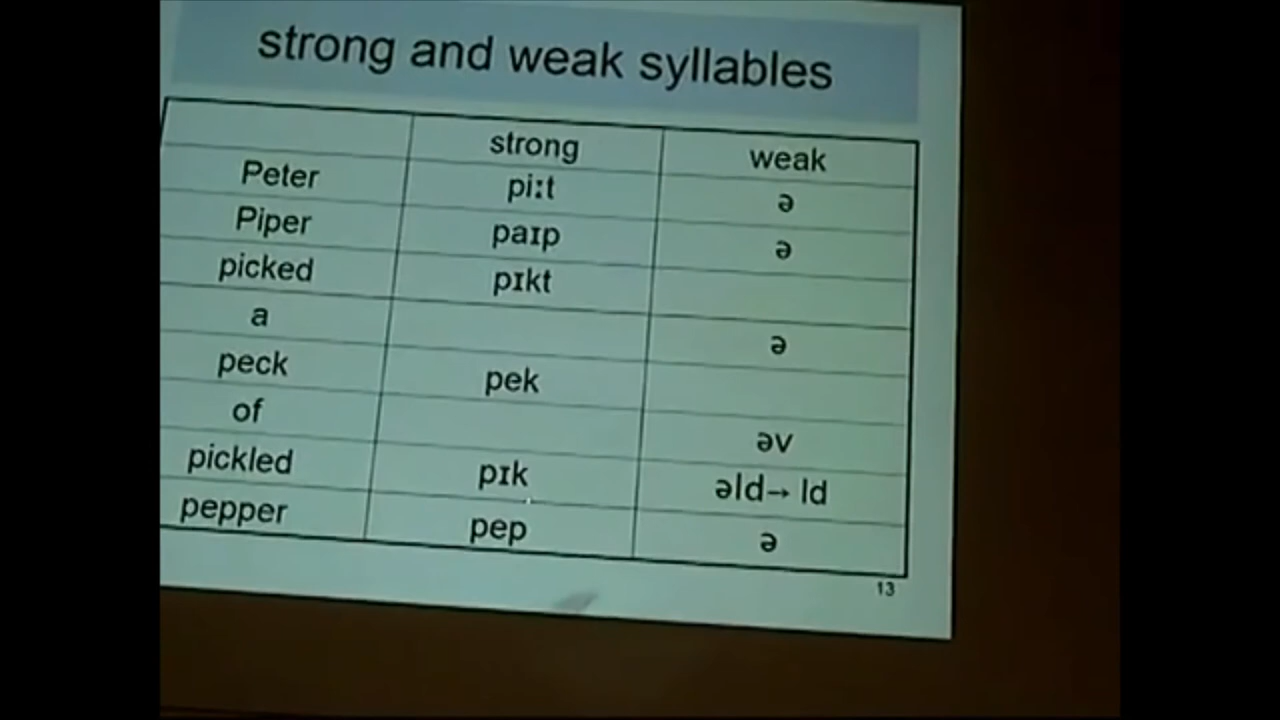 strong and weak syllables
strong weak
Peter piːt ə
Piper paɪp ə
picked pɪkt
a ə
peck pek
of əv
pickled pɪk əld→ ld
pepper pep ə
13